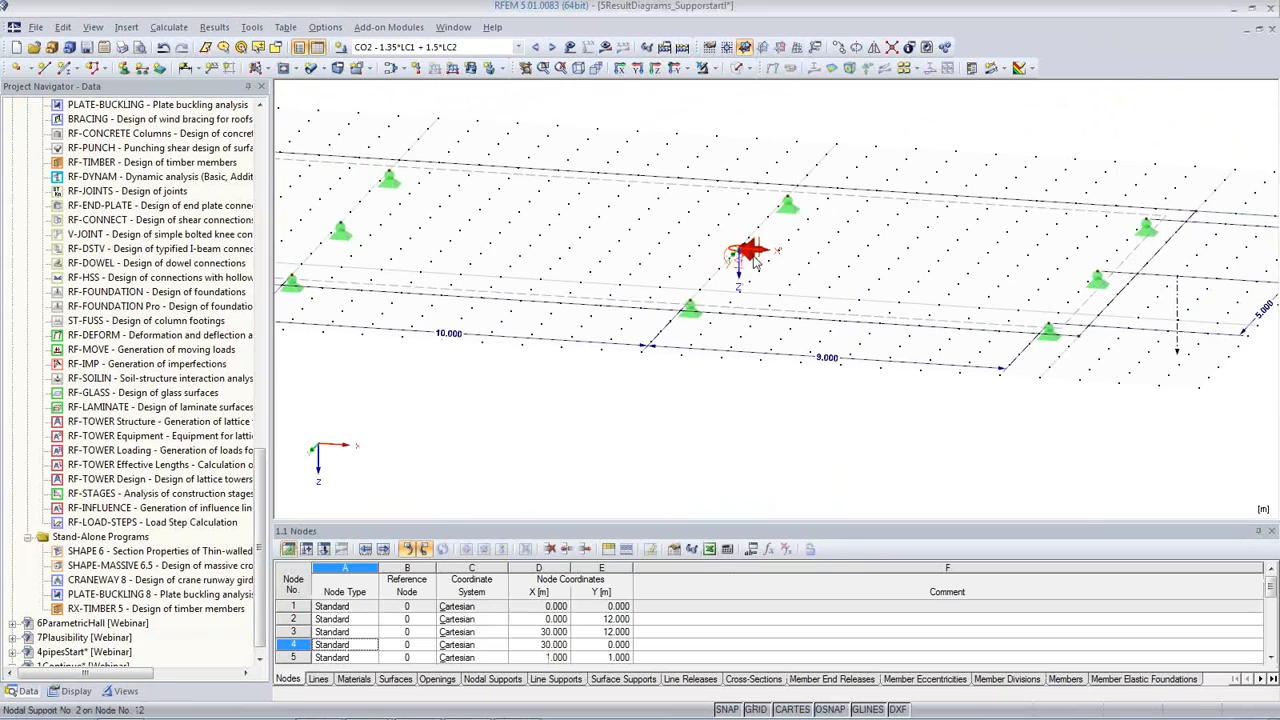 RFEM 5.01.0083 (64bit) - [5ResultDiagrams_Supporstart*]
File Edit View Insert Calculate Results Tools Table Options Add-on Modules Window Help
CO2 - 1.35*LC1 + 1.5*LC2
Project Navigator - Data
PLATE-BUCKLING - Plate buckling analysis
BRACING - Design of wind bracing for roofs
RF-CONCRETE Columns - Design of concret
RF-PUNCH - Punching shear design of surfa
RF-TIMBER - Design of timber members
RF-DYNAM - Dynamic analysis (Basic, Addit
RF-JOINTS - Design of joints
RF-END-PLATE - Design of end plate connec
RF-CONNECT - Design of shear connections
V-JOINT - Design of simple bolted knee con
RF-DSTV - Design of typified I-beam connec
RF-DOWEL - Design of dowel connections
RF-HSS - Design of connections with hollow
RF-FOUNDATION - Design of foundations
RF-FOUNDATION Pro - Design of foundatio
ST-FUSS - Design of column footings
RF-DEFORM - Deformation and deflection ar
RF-MOVE - Generation of moving loads
RF-IMP - Generation of imperfections
RF-SOILIN - Soil-structure interaction analys
RF-GLASS - Design of glass surfaces
RF-LAMINATE - Design of laminate surfaces
RF-TOWER Structure - Generation of lattice t
RF-TOWER Equipment - Equipment for latti
RF-TOWER Loading - Generation of loads fo
RF-TOWER Effective Lengths - Calculation o
RF-TOWER Design - Design of lattice towers
RF-STAGES - Analysis of construction stages
RF-INFLUENCE - Generation of influence lin
RF-LOAD-STEPS - Load Step Calculation
Stand-Alone Programs
SHAPE 6 - Section Properties of Thin-walled
SHAPE-MASSIVE 6.5 - Design of massive cro
CRANEWAY 8 - Design of crane runway gird
PLATE-BUCKLING 8 - Plate buckling analysis
RX-TIMBER 5 - Design of timber members
6ParametricHall [Webinar]
7Plausibility [Webinar]
4pipesStart* [Webinar]
Data Display Views
10.000
9.000
5.000
x
z
Z
[m]
1.1 Nodes
A B C D E F
Node No. Node Type Reference Node Coordinate System Node Coordinates X [m] Y [m] Comment
1 Standard 0 Cartesian 0.000 0.000
2 Standard 0 Cartesian 0.000 12.000
3 Standard 0 Cartesian 30.000 12.000
4 Standard 0 Cartesian 30.000 0.000
5 Standard 0 Cartesian 1.000 1.000
Nodes Lines Materials Surfaces Openings Nodal Supports Line Supports Surface Supports Line Releases Cross-Sections Member End Releases Member Eccentricities Member Divisions Members Member Elastic Foundations
Nodal Support No. 2 on Node No. 12
SNAP GRID CARTES OSNAP GLINES DXF